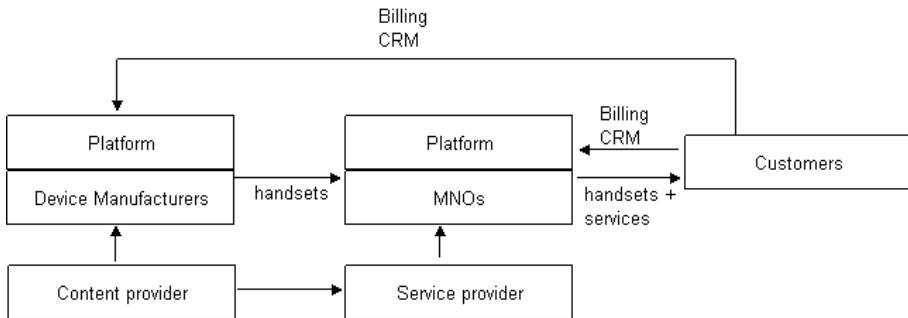 Billing
CRM
Platform
Platform
Billing
CRM
Customers
Device Manufacturers
handsets
MNOs
handsets +
services
Content provider
Service provider